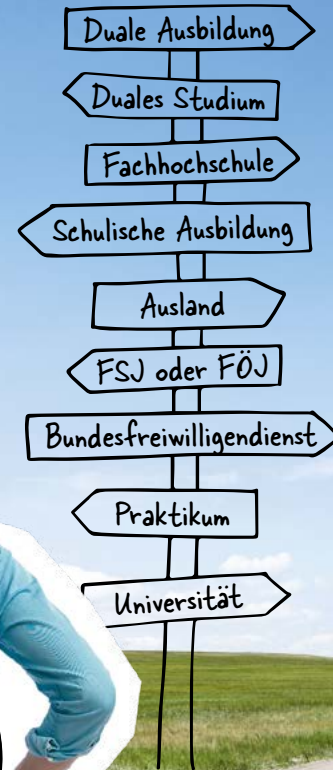 Duale Ausbildung
Duales Studium
Fachhochschule
Schulische Ausbildung
Ausland
FSJ oder FÖJ
Bundesfreiwilligendienst
Praktikum
Universität